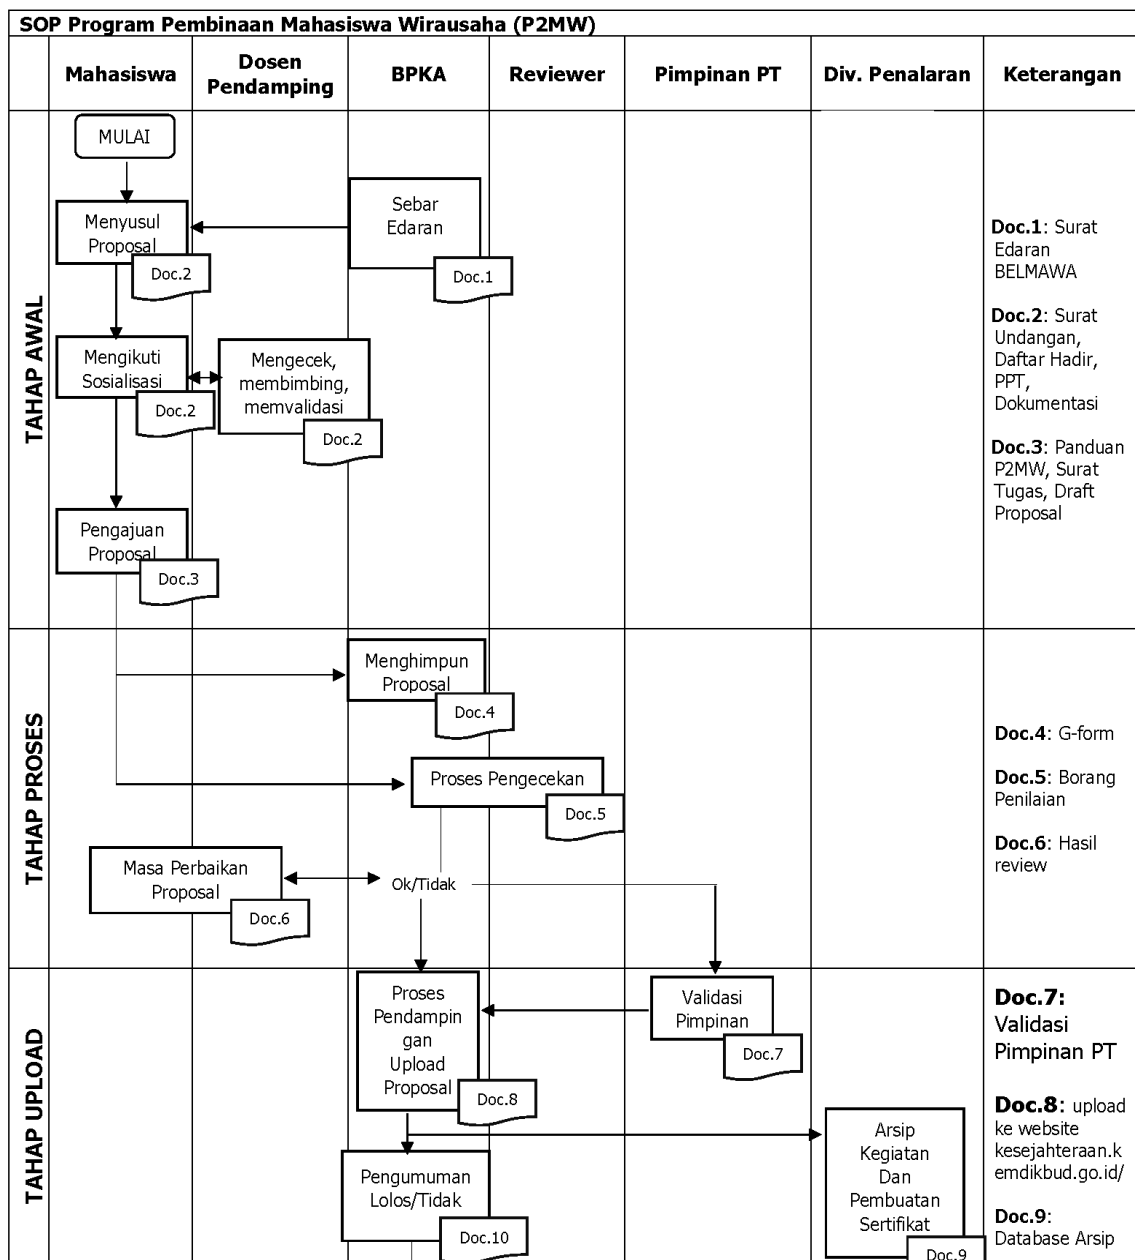 SOP Program Pembinaan Mahasiswa Wirausaha (P2MW)
Mahasiswa
Dosen
Pendamping
BPKA
Reviewer
Pimpinan PT
Div. Penalaran
Keterangan
TAHAP AWAL
MULAI
Menyusul
Proposal
Doc.2
Sebar
Edaran
Doc.1
Mengikuti
Sosialisasi
Doc.2
Mengecek,
membimbing,
memvalidasi
Doc.2
Pengajuan
Proposal
Doc.3
Doc.1: Surat
Edaran
BELMAWA
Doc.2: Surat
Undangan,
Daftar Hadir,
PPT,
Dokumentasi
Doc.3: Panduan
P2MW, Surat
Tugas, Draft
Proposal
TAHAP PROSES
Menghimpun
Proposal
Doc.4
Proses Pengecekan
Doc.5
Masa Perbaikan
Proposal
Doc.6
Ok/Tidak
Doc.4: G-form
Doc.5: Borang
Penilaian
Doc.6: Hasil
review
TAHAP UPLOAD
Proses
Pendampin
gan
Upload
Proposal
Doc.8
Validasi
Pimpinan
Doc.7
Pengumuman
Lolos/Tidak
Doc.10
Arsip
Kegiatan
Dan
Pembuatan
Sertifikat
Doc.9
Doc.7:
Validasi
Pimpinan PT
Doc.8: upload
ke website
kesejahteraan.k
emdikbud.go.id/
Doc.9:
Database Arsip